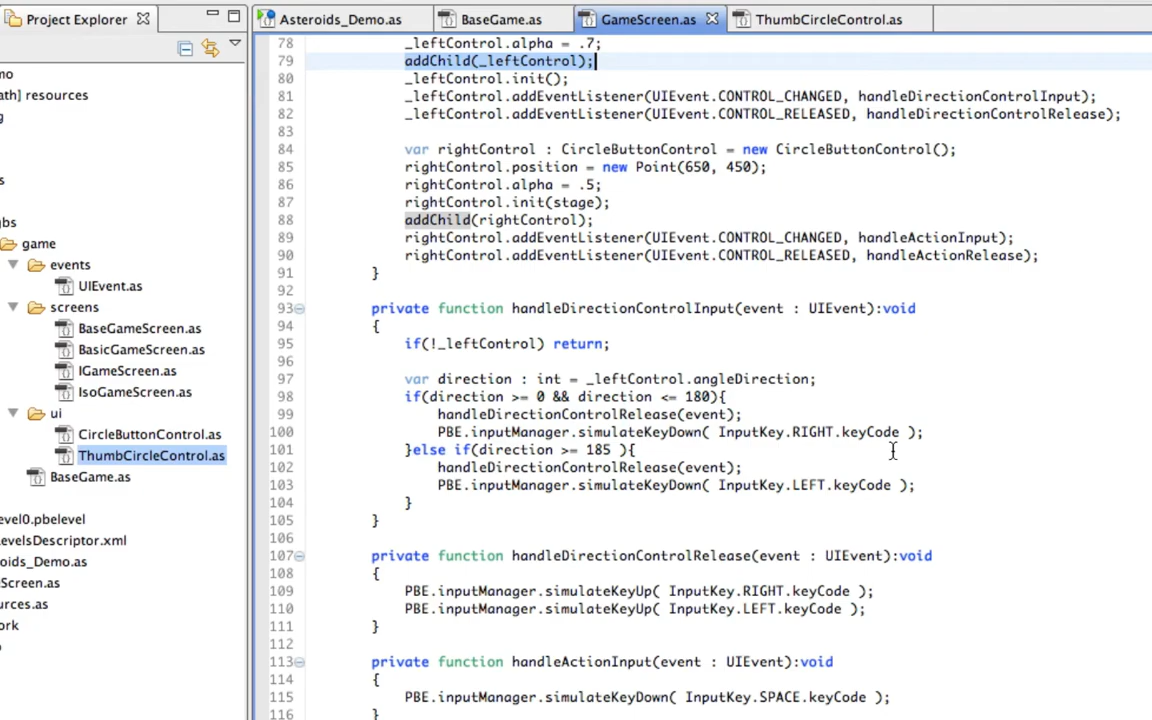 Project Explorer
Asteroids_Demo.as
BaseGame.as
GameScreen.as
ThumbCircleControl.as
mo
ath] resources
g
s
bs
game
events
UIEvent.as
screens
BaseGameScreen.as
BasicGameScreen.as
IGameScreen.as
IsoGameScreen.as
ui
CircleButtonControl.as
ThumbCircleControl.as
BaseGame.as
evel0.pbelevel
evelsDescriptor.xml
oids_Demo.as
Screen.as
urces.as
ork
78 _leftControl.alpha = .7;
79 addChild(_leftControl);
80 _leftControl.init();
81 _leftControl.addEventListener(UIEvent.CONTROL_CHANGED, handleDirectionControlInput);
82 _leftControl.addEventListener(UIEvent.CONTROL_RELEASED, handleDirectionControlRelease);
83
84 var rightControl : CircleButtonControl = new CircleButtonControl();
85 rightControl.position = new Point(650, 450);
86 rightControl.alpha = .5;
87 rightControl.init(stage);
88 addChild(rightControl);
89 rightControl.addEventListener(UIEvent.CONTROL_CHANGED, handleActionInput);
90 rightControl.addEventListener(UIEvent.CONTROL_RELEASED, handleActionRelease);
91 }
92
93 private function handleDirectionControlInput(event : UIEvent):void
94 {
95 if(!_leftControl) return;
96
97 var direction : int = _leftControl.angleDirection;
98 if(direction >= 0 && direction <= 180){
99 handleDirectionControlRelease(event);
100 PBE.inputManager.simulateKeyDown( InputKey.RIGHT.keyCode );
101 }else if(direction >= 185 ){
102 handleDirectionControlRelease(event);
103 PBE.inputManager.simulateKeyDown( InputKey.LEFT.keyCode );
104 }
105 }
106
107 private function handleDirectionControlRelease(event : UIEvent):void
108 {
109 PBE.inputManager.simulateKeyUp( InputKey.RIGHT.keyCode );
110 PBE.inputManager.simulateKeyUp( InputKey.LEFT.keyCode );
111 }
112
113 private function handleActionInput(event : UIEvent):void
114 {
115 PBE.inputManager.simulateKeyDown( InputKey.SPACE.keyCode );
116 }